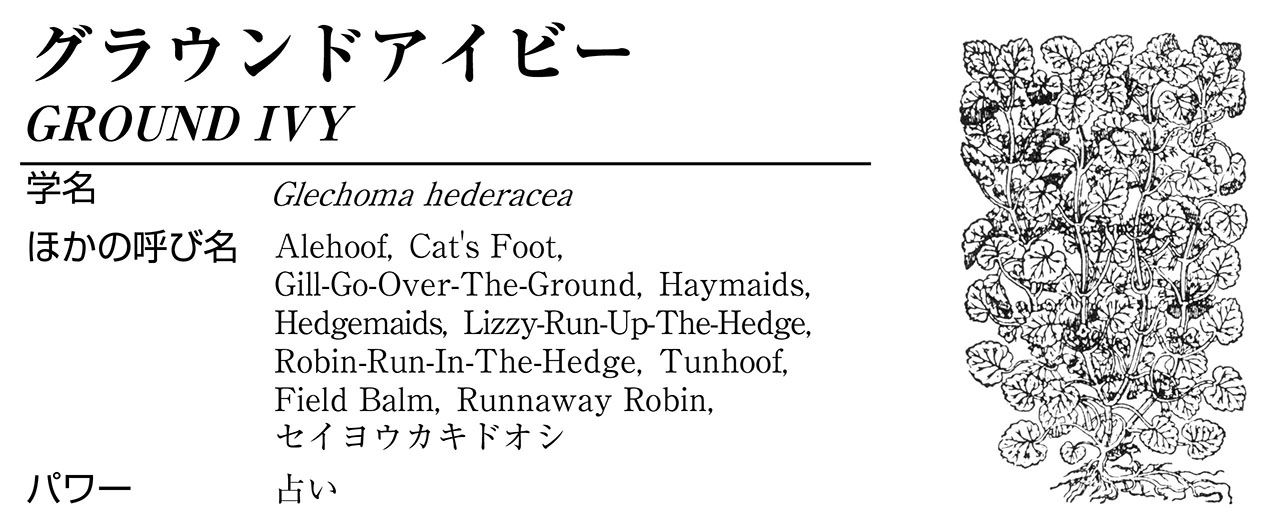 グラウンドアイビー
GROUND IVY
学名 Glechoma hederacea
ほかの呼び名 Alehoof, Cat's Foot,
Gill-Go-Over-The-Ground, Haymaids,
Hedgemaids, Lizzy-Run-Up-The-Hedge,
Robin-Run-In-The-Hedge, Tunhoof,
Field Balm, Runnaway Robin,
セイヨウカキドオシ
パワー 占い